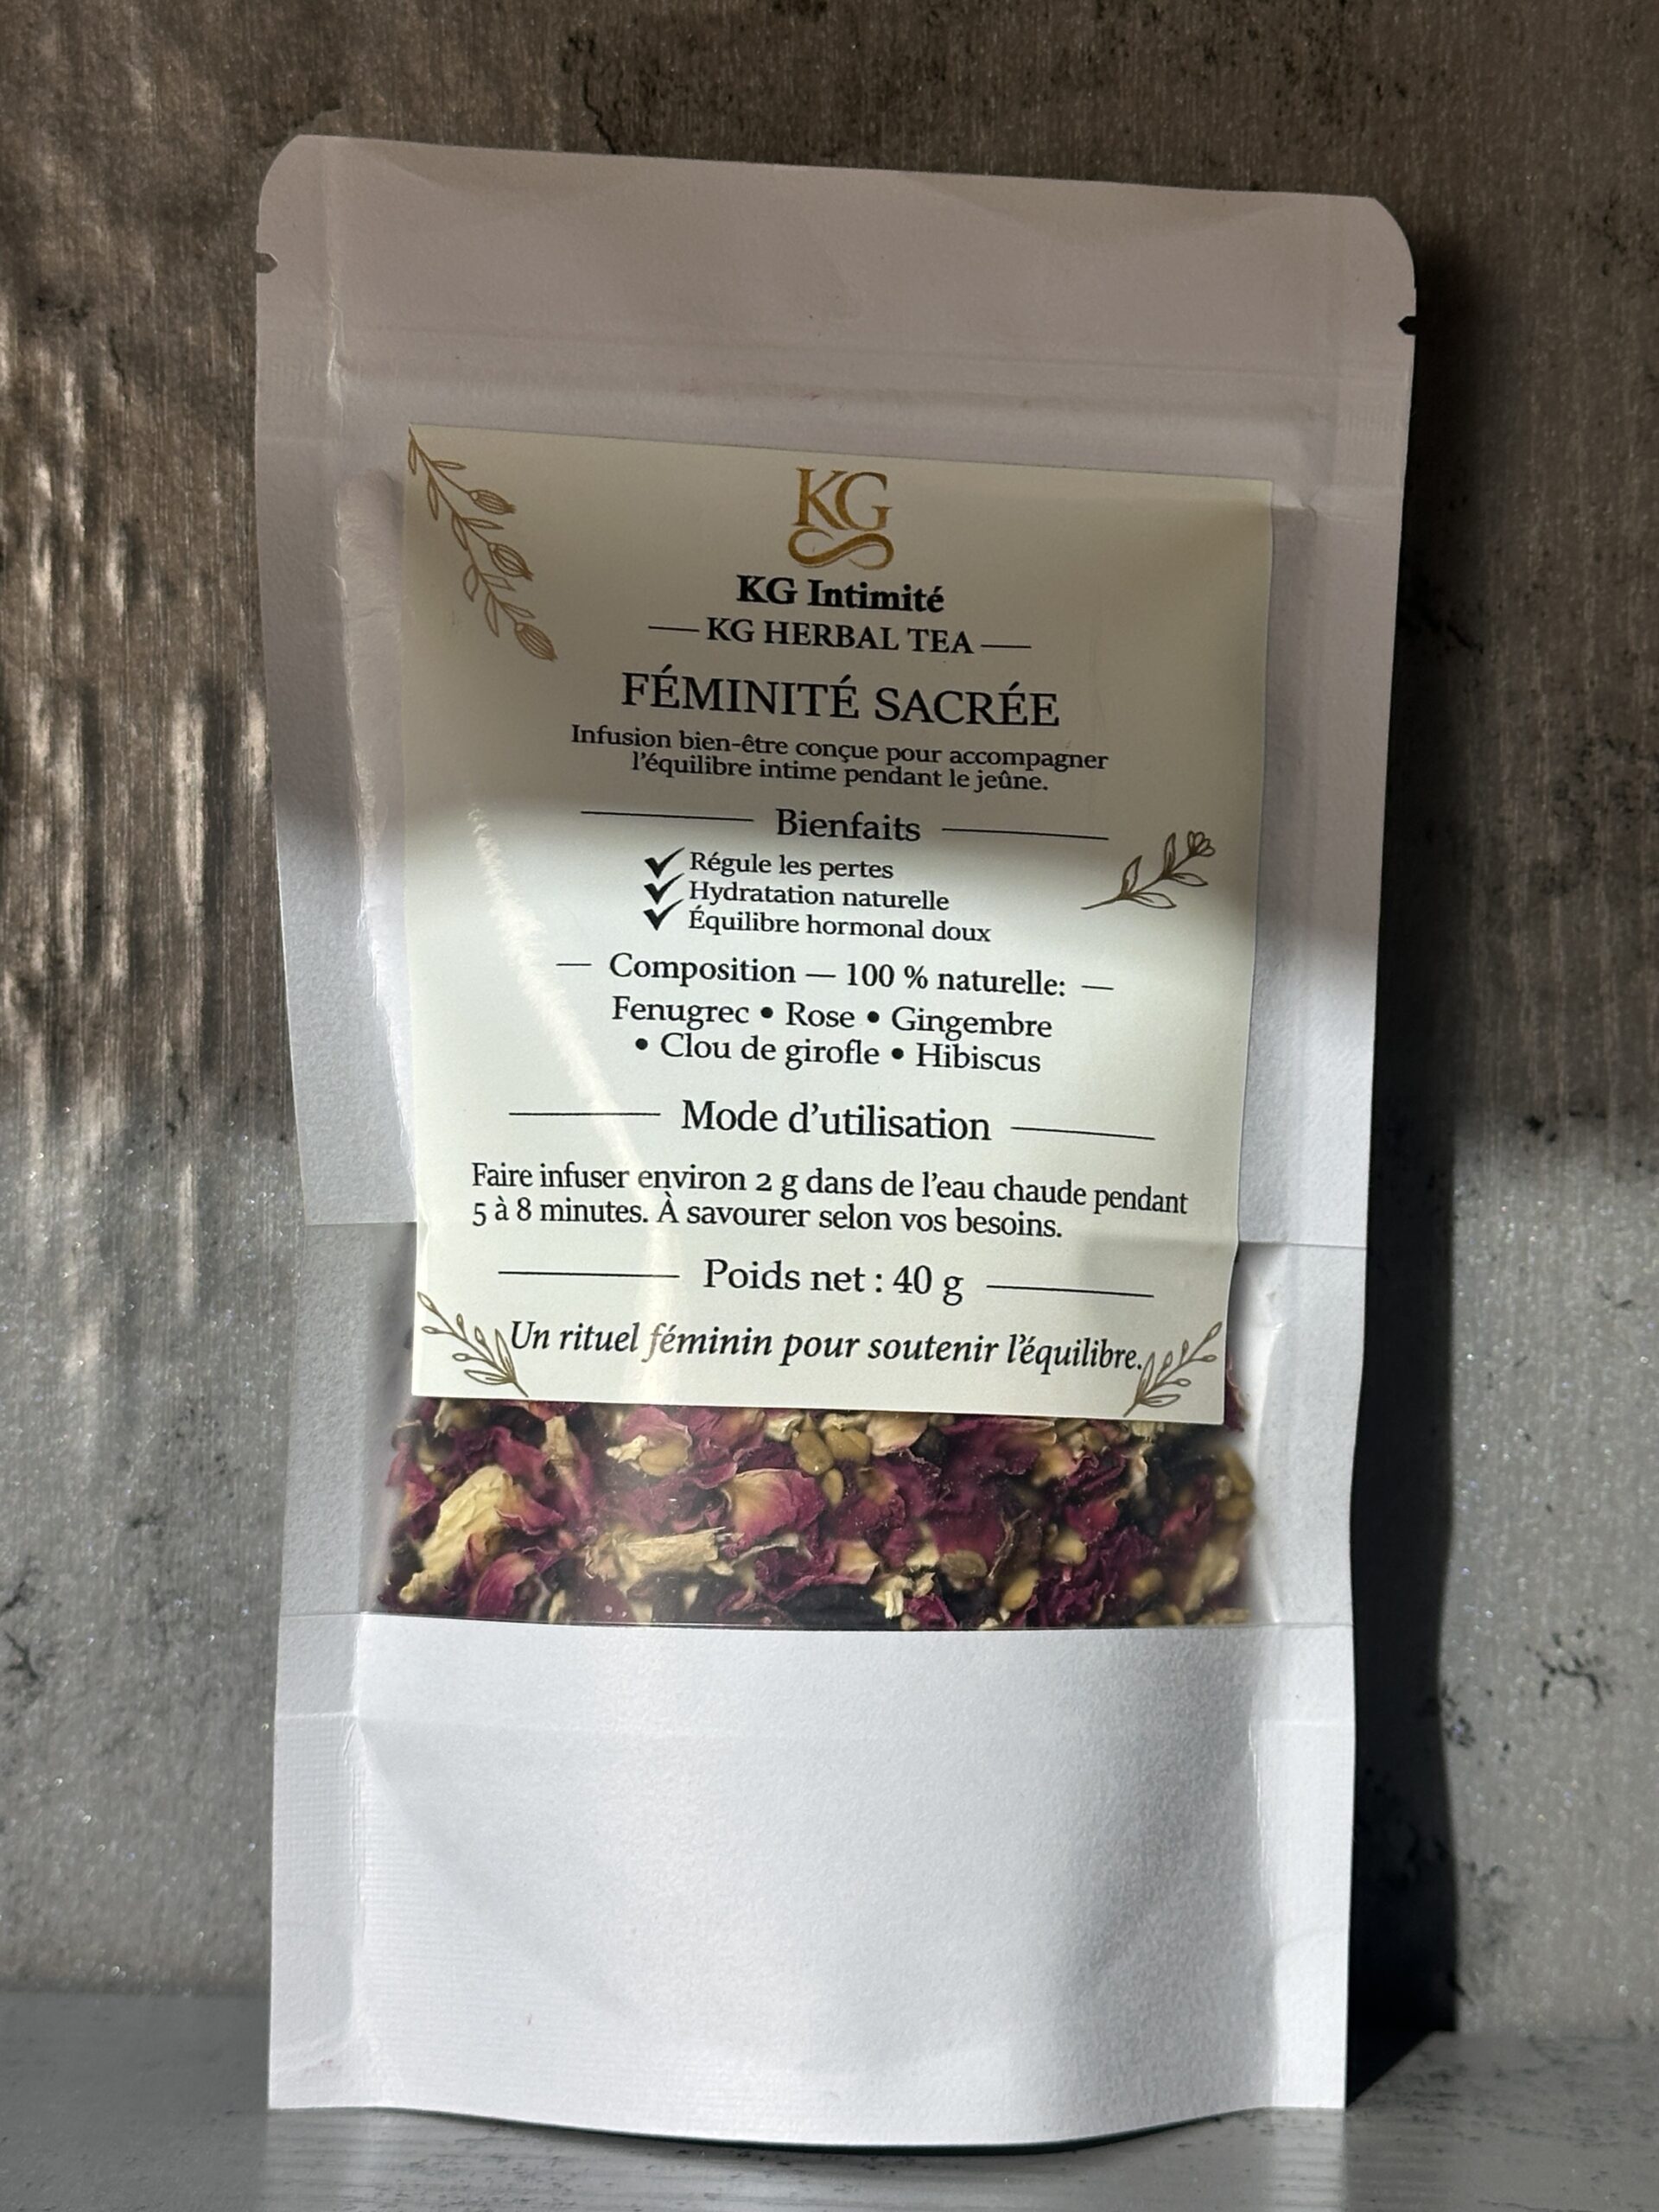 KG
KG Intimité
— KG HERBAL TEA —
FÉMINITÉ SACRÉE
Infusion bien-être conçue pour accompagner
l'équilibre intime pendant le jeûne.
Bienfaits
✔ Régule les pertes
✔ Hydratation naturelle
✔ Équilibre hormonal doux
— Composition — 100 % naturelle: —
Fenugrec • Rose • Gingembre
• Clou de girofle • Hibiscus
Mode d'utilisation
Faire infuser environ 2 g dans de l'eau chaude pendant
5 à 8 minutes. À savourer selon vos besoins.
Poids net : 40 g
Un rituel féminin pour soutenir l'équilibre.